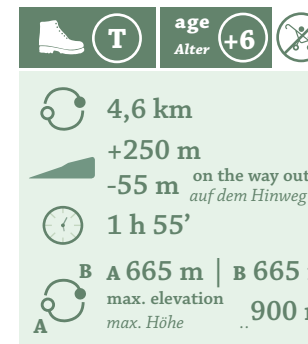 T age Alter +6
4,6 km
+250 m
-55 m on the way out
auf dem Hinweg
1 h 55’
B A 665 m | B 665
max. elevation
max. Höhe 900
A